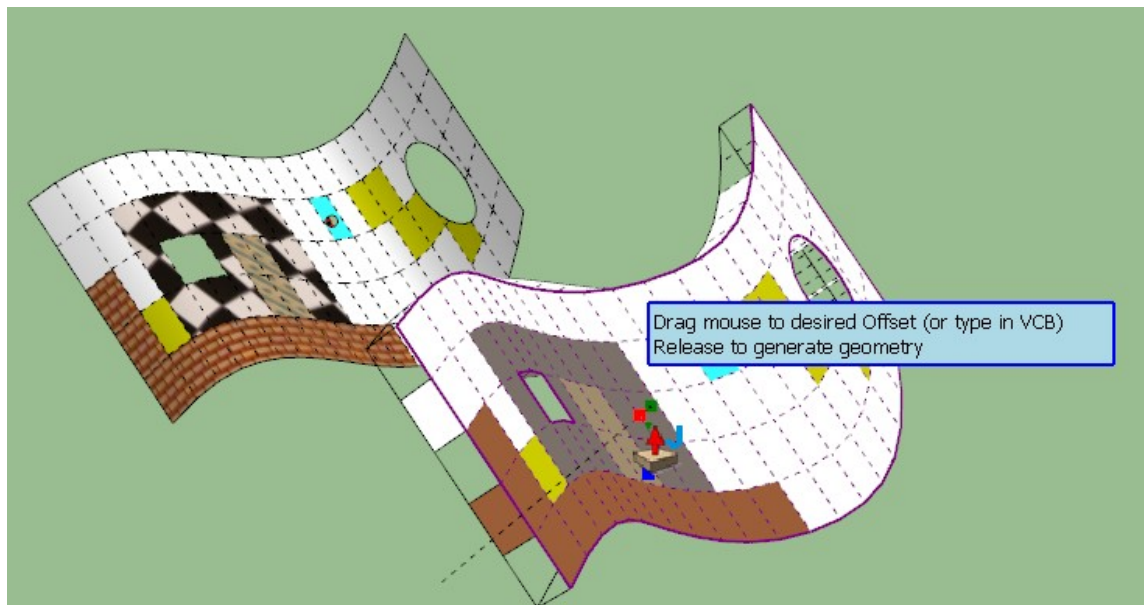 Drag mouse to desired Offset (or type in VCB)
Release to generate geometry